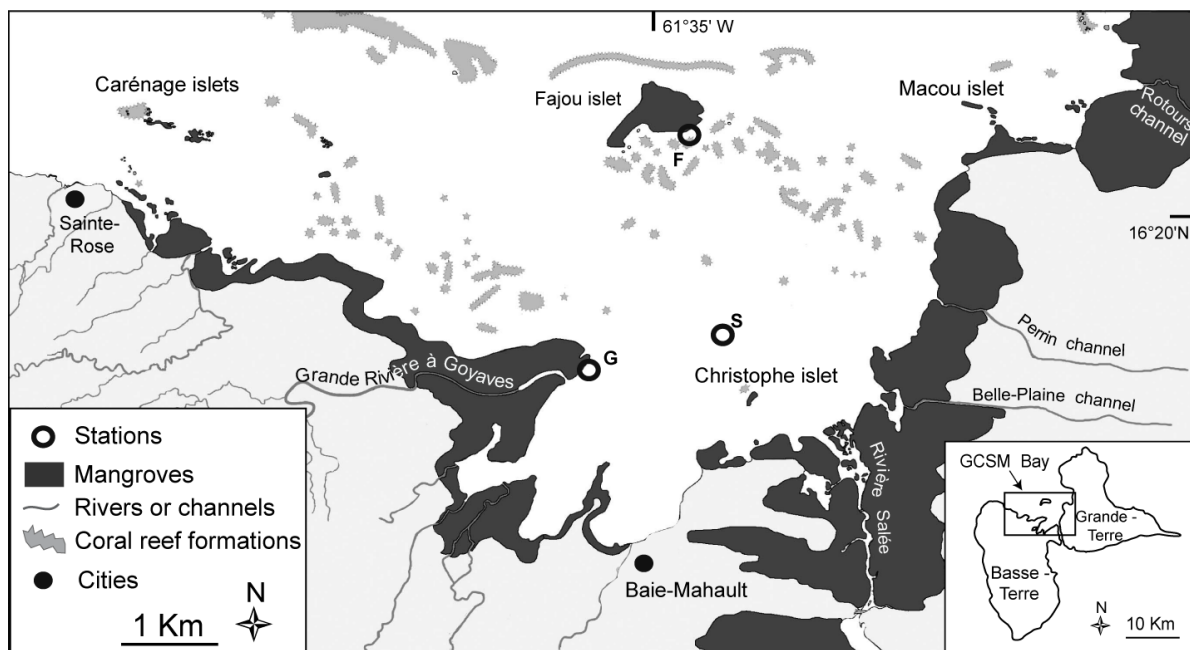 61°35' W
Carénage islets
Fajou islet
Macou islet
Rotours
channel
F
Sainte-
Rose
16°20'N
S
Perrin channel
G
Grande Rivière à Goyaves
Christophe islet
Belle-Plaine channel
Rivière Salée
Baie-Mahault
Stations
Mangroves
Rivers or channels
Coral reef formations
Cities
N
1 Km
GCSM Bay
Grande -
Terre
Basse -
Terre
N
10 Km